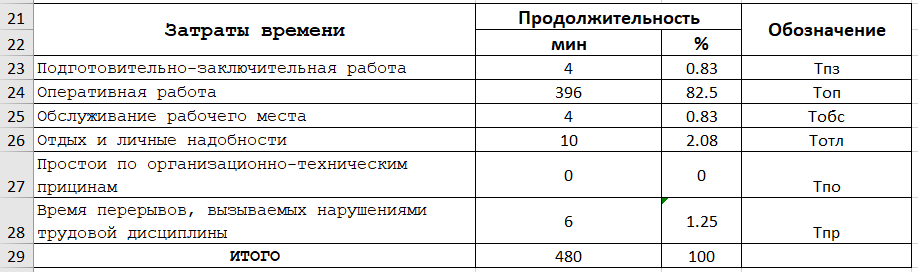 21 Затраты времени Продолжительность Обозначение
22 мин %
23 Подготовительно-заключительная работа 4 0.83 Тпз
24 Оперативная работа 396 82.5 Топ
25 Обслуживание рабочего места 4 0.83 Тобс
26 Отдых и личные надобности 10 2.08 Тотл
Простои по организационно-техническим
27 прицинам 0 0 Тпо
Время перерывов, вызываемых нарушениями
28 трудовой дисциплины 6 1.25 Тпр
29 ИТОГО 480 100